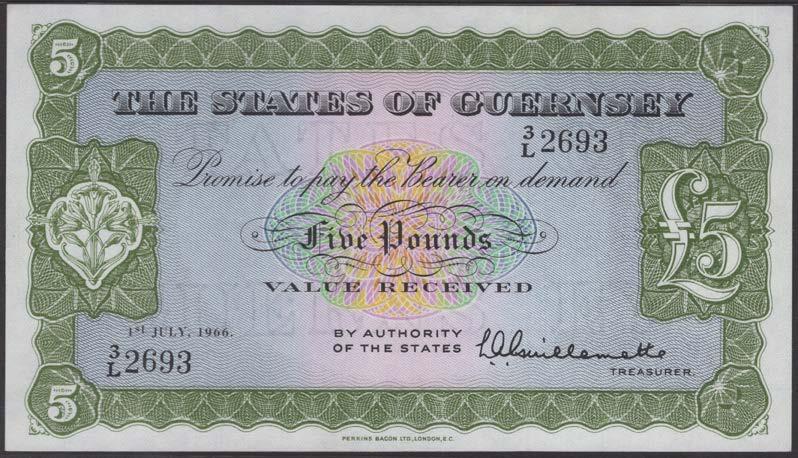 5
THE STATES OF GUERNSEY
3/L 2693
Promise to pay the Bearer on demand
£5
Five Pounds
VALUE RECEIVED
1ST JULY, 1966.
BY AUTHORITY
OF THE STATES
3/L 2693
TREASURER.
5
PERKINS BACON LTD., LONDON, E.C.